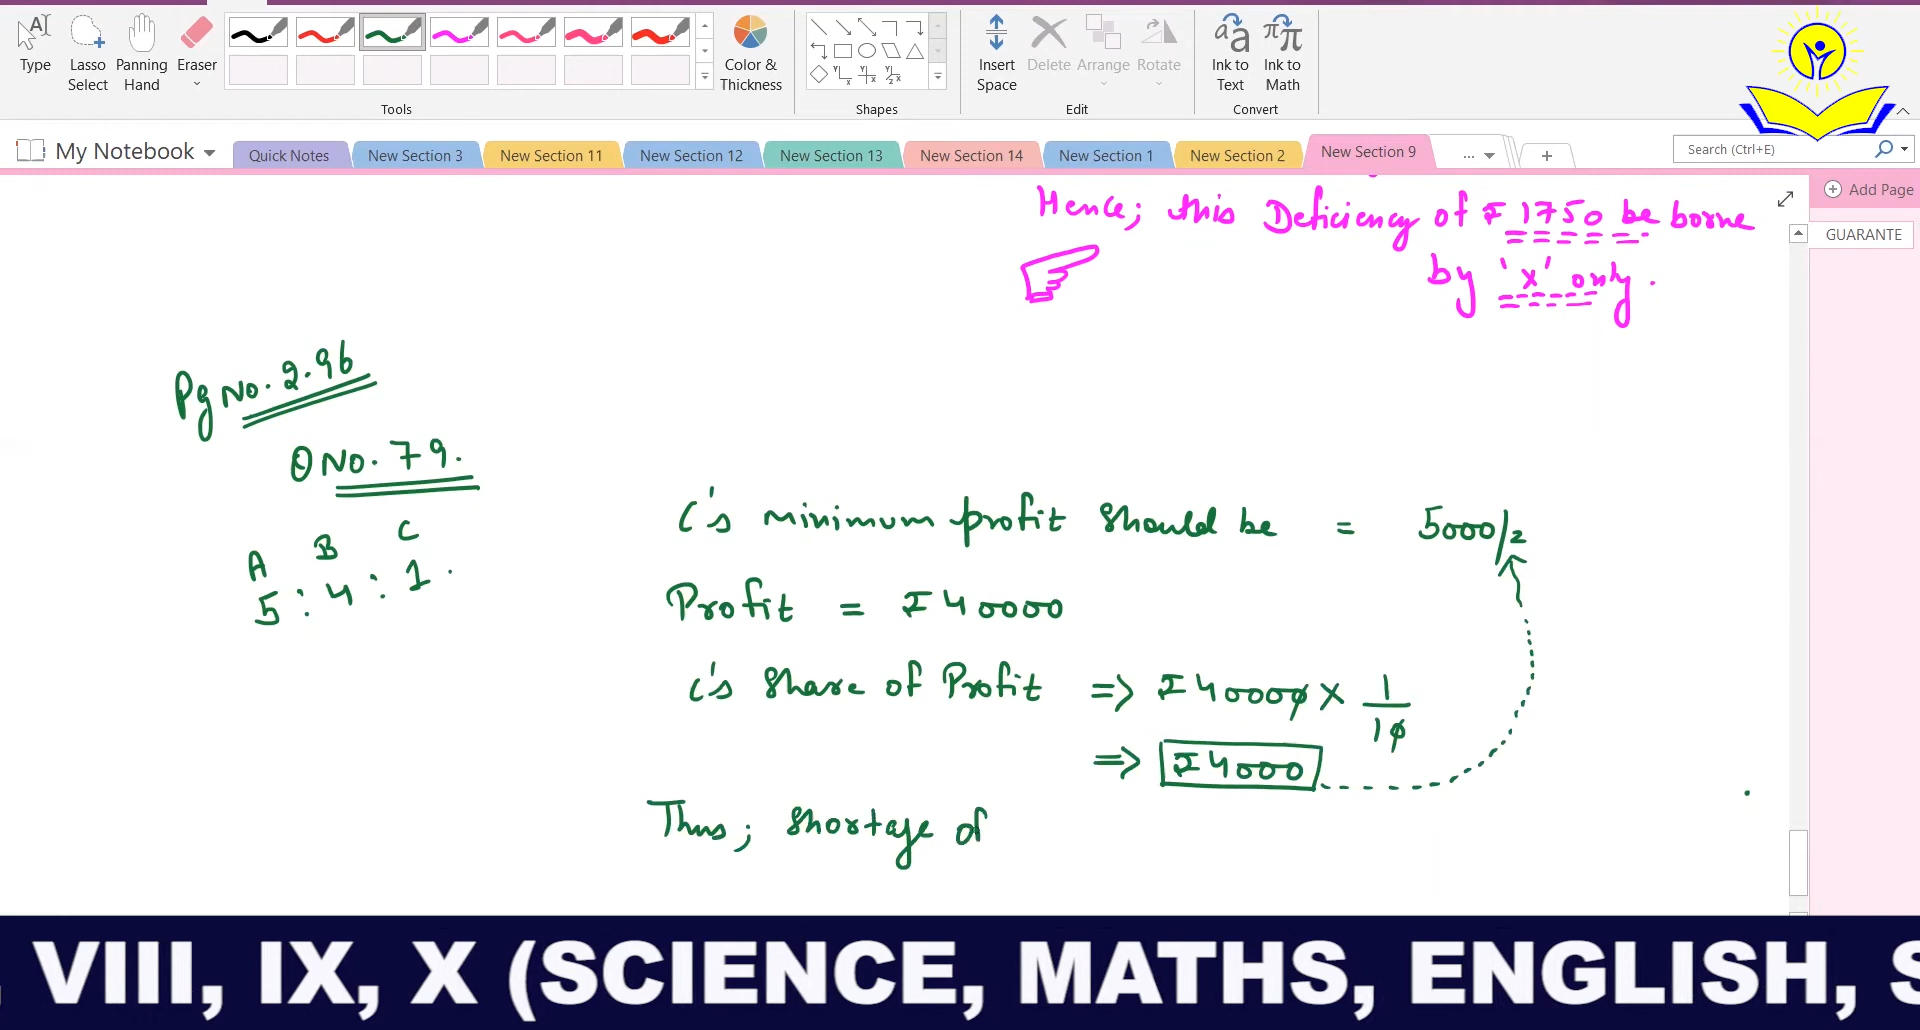 Type
Lasso Select
Panning Hand
Eraser
Color & Thickness
Insert Space
Delete
Arrange
Rotate
Ink to Text
Ink to Math
Tools
Shapes
Edit
Convert
My Notebook
Quick Notes
New Section 3
New Section 11
New Section 12
New Section 13
New Section 14
New Section 1
New Section 2
New Section 9
...
Search (Ctrl+E)
Add Page
GUARANTE
Hence; this Deficiency of ₹1750 be borne
by 'x' only.
Pg No. 2.96
Q No. 79.
A B C
5 : 4 : 1.
C's minimum profit should be = 5000/2
Profit = ₹40000
C's share of Profit => ₹40000 × 1/10
=> ₹4000
Thus; shortage of
, VIII, IX, X (SCIENCE, MATHS, ENGLISH, S